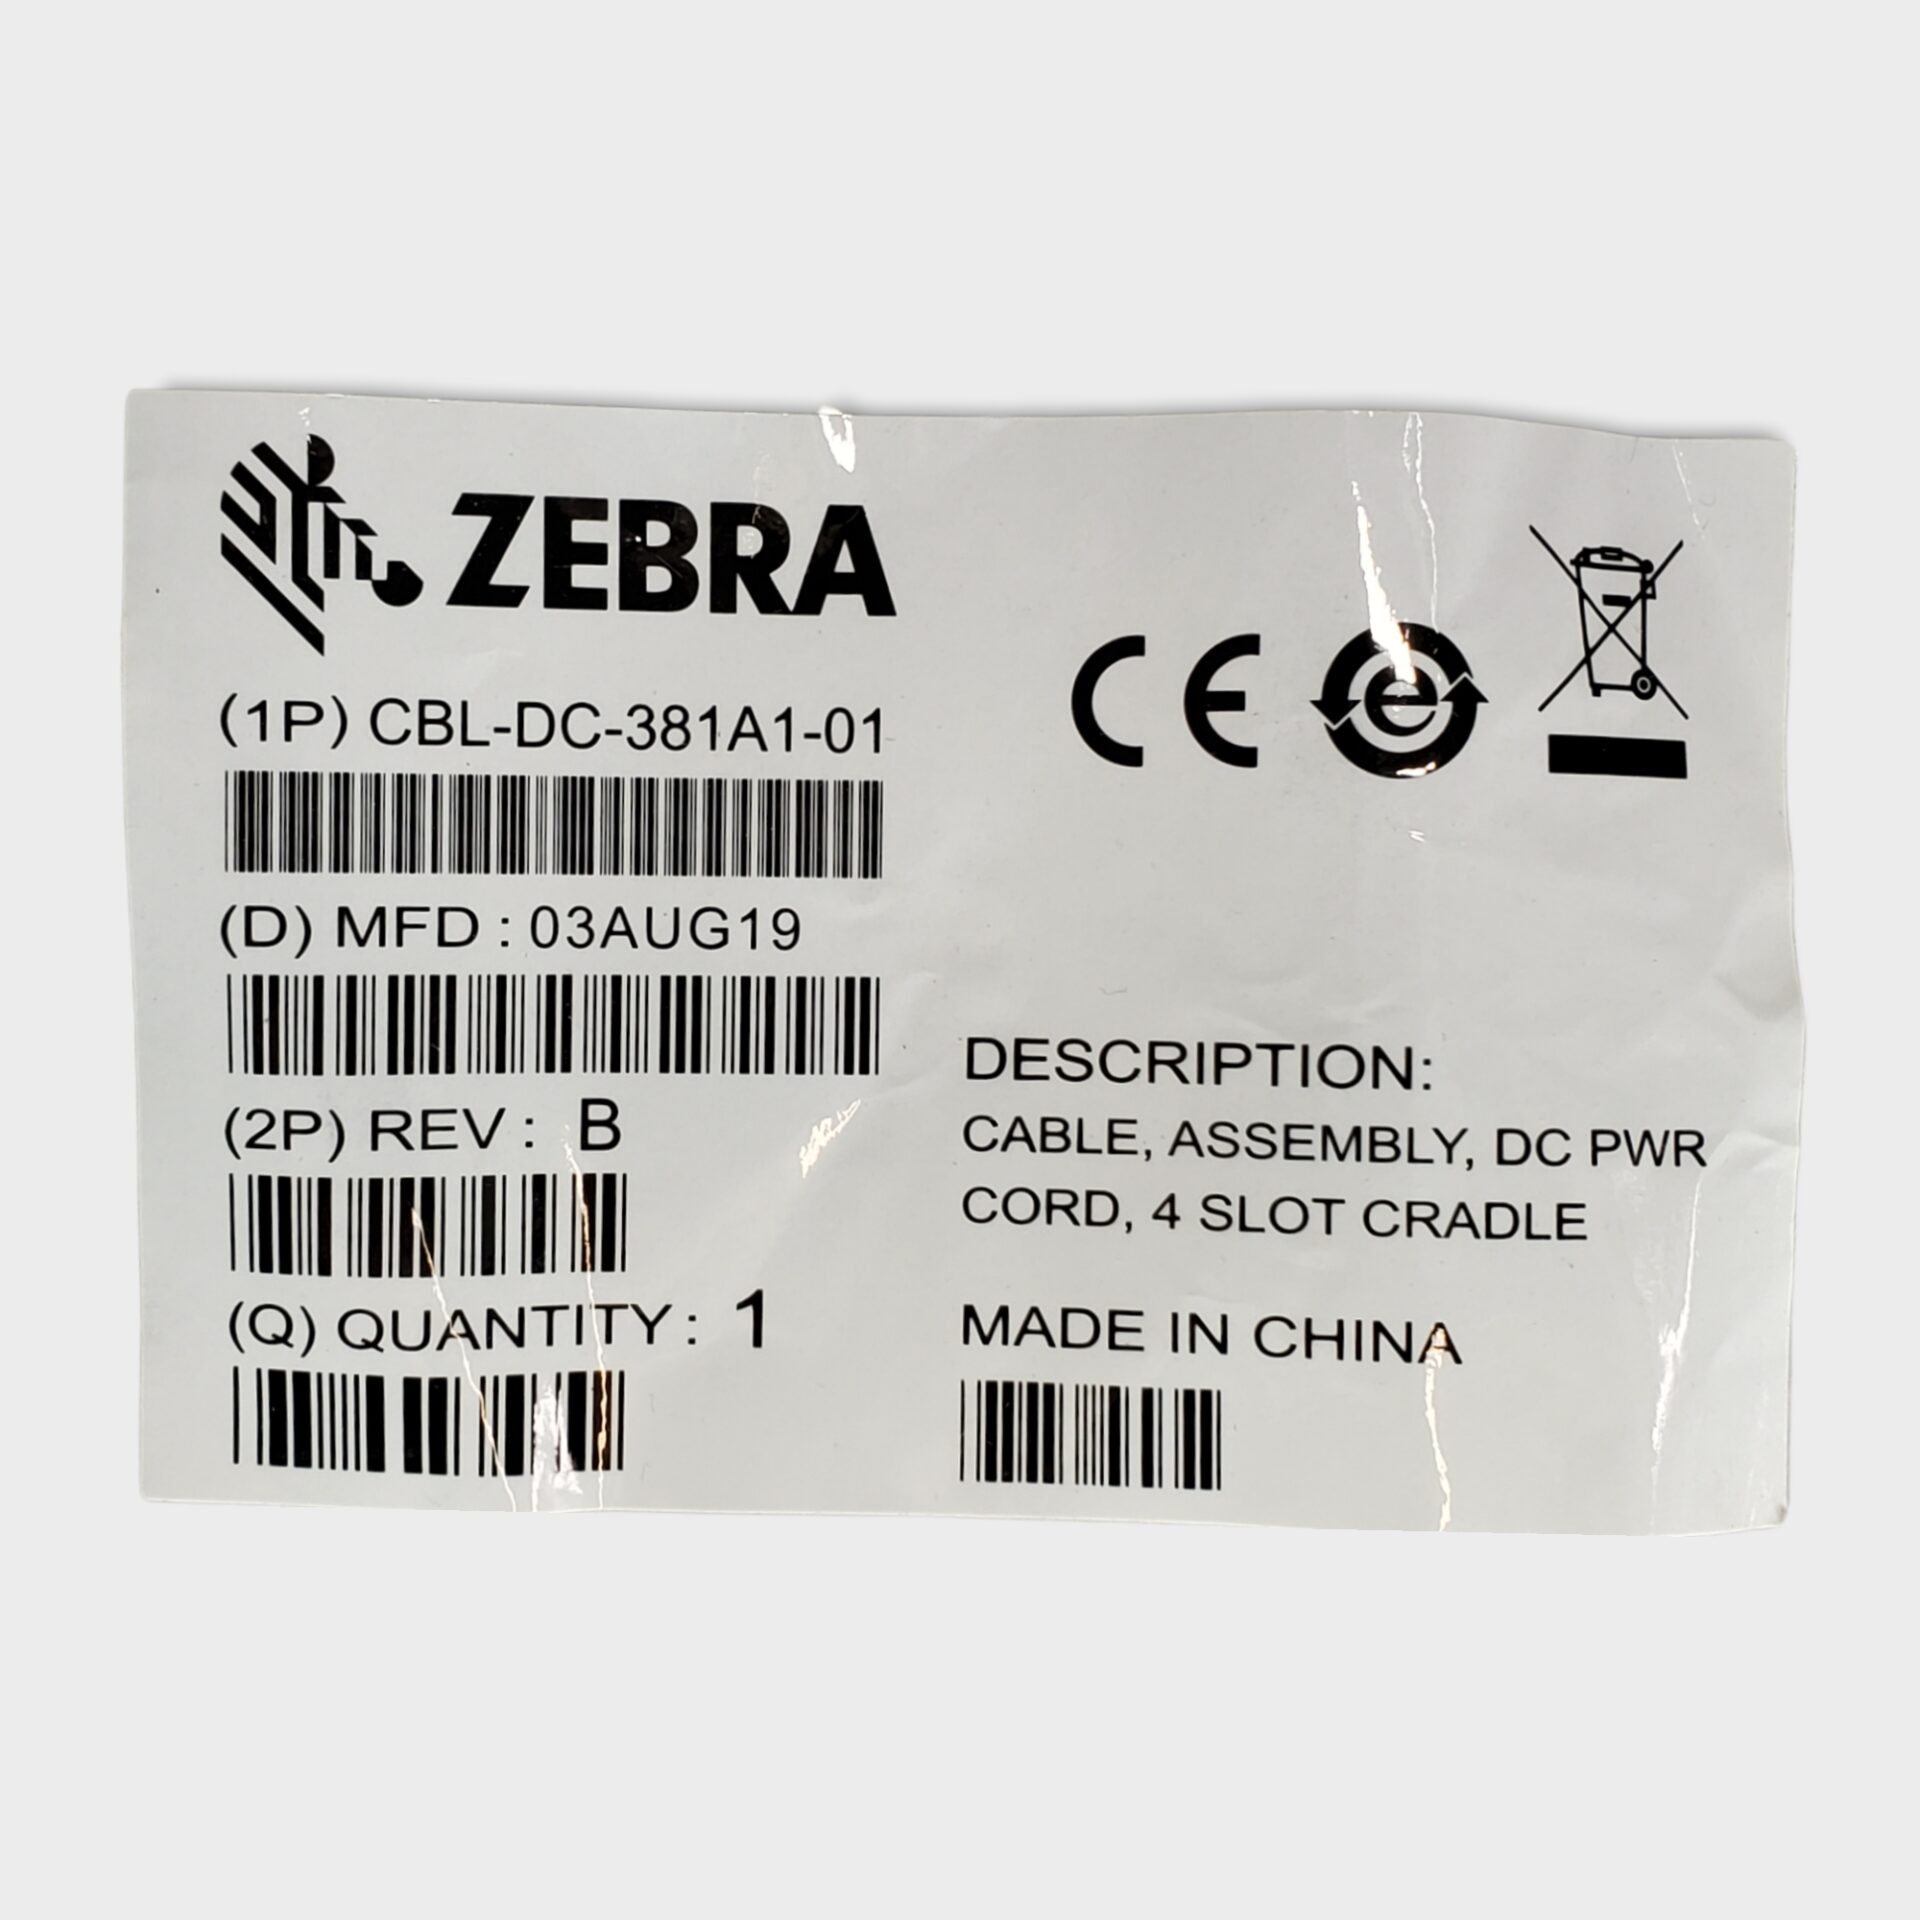 ZEBRA
(1P) CBL-DC-381A1-01
(D) MFD : 03AUG19
(2P) REV : B
(Q) QUANTITY : 1
CE
e
DESCRIPTION:
CABLE, ASSEMBLY, DC PWR
CORD, 4 SLOT CRADLE
MADE IN CHINA